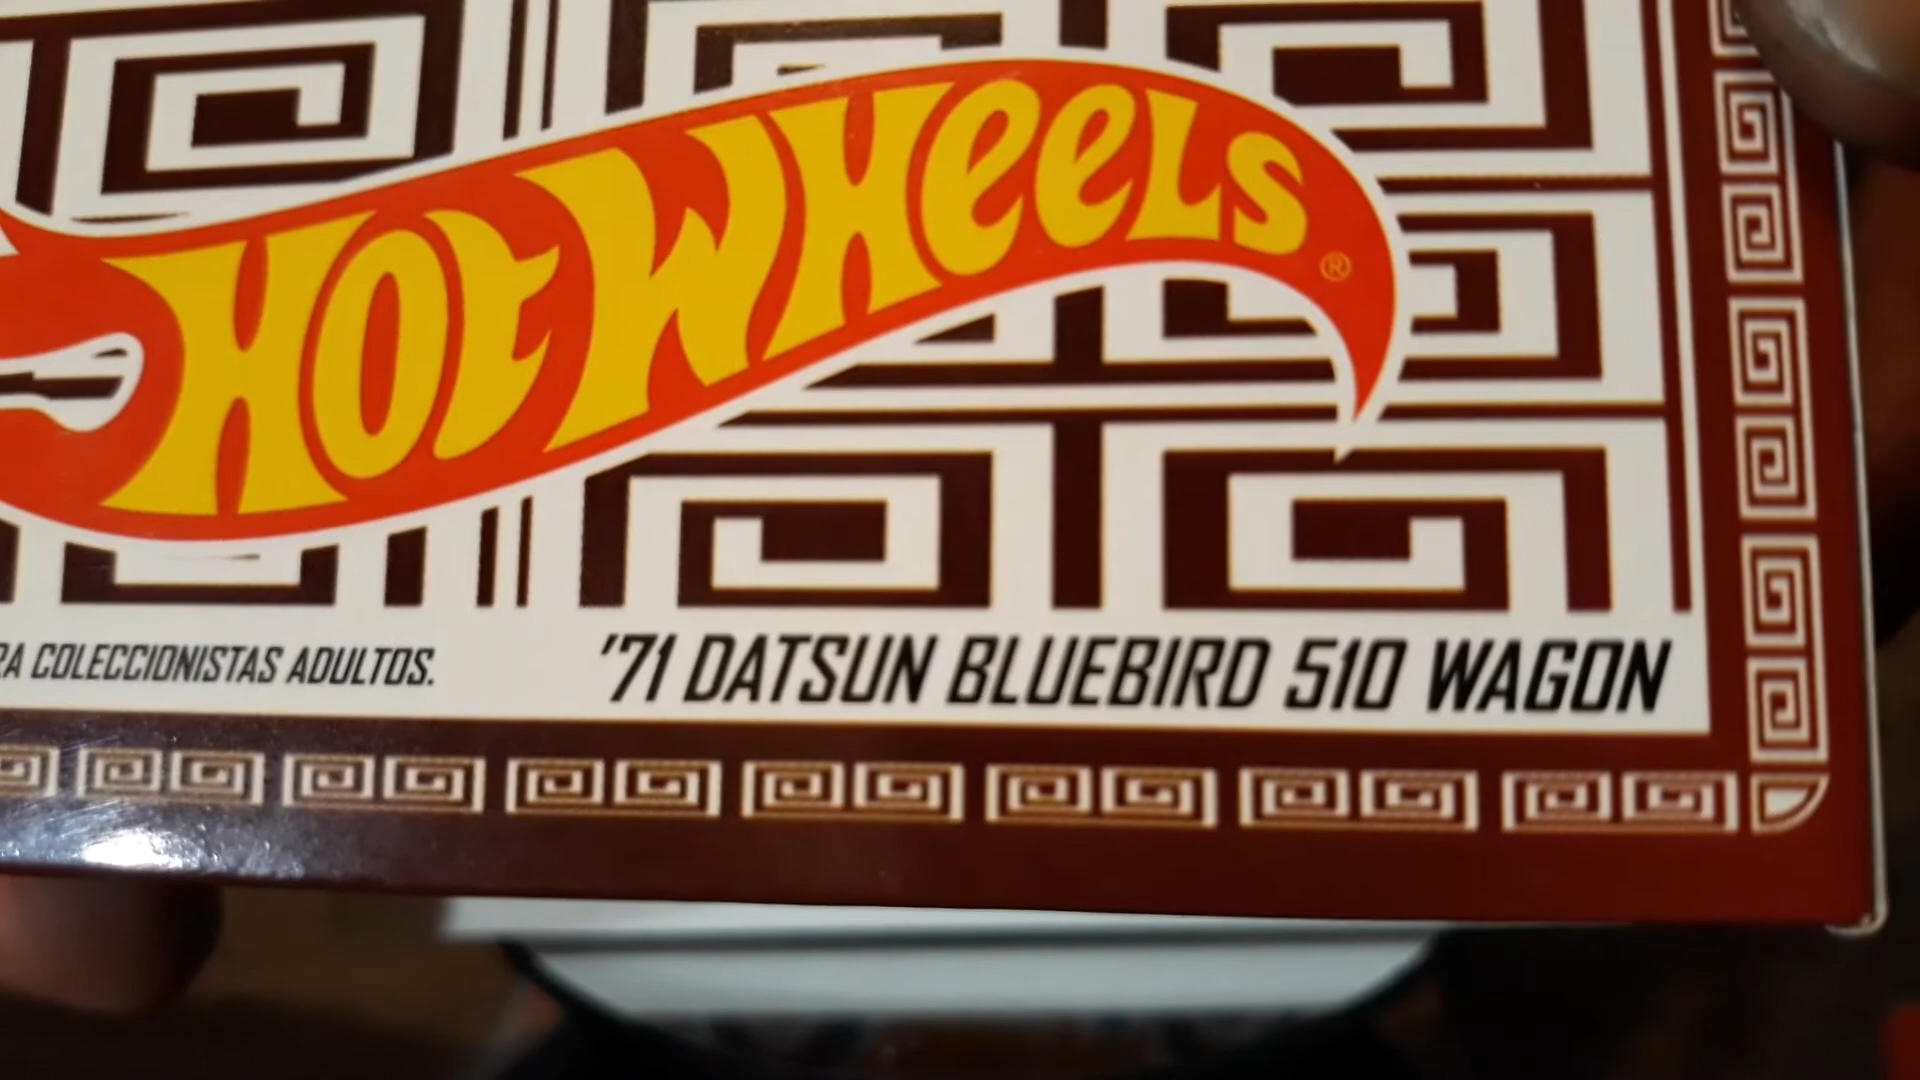 HOT WHEELS ®
COLECCIONISTAS ADULTOS.
'71 DATSUN BLUEBIRD 510 WAGON